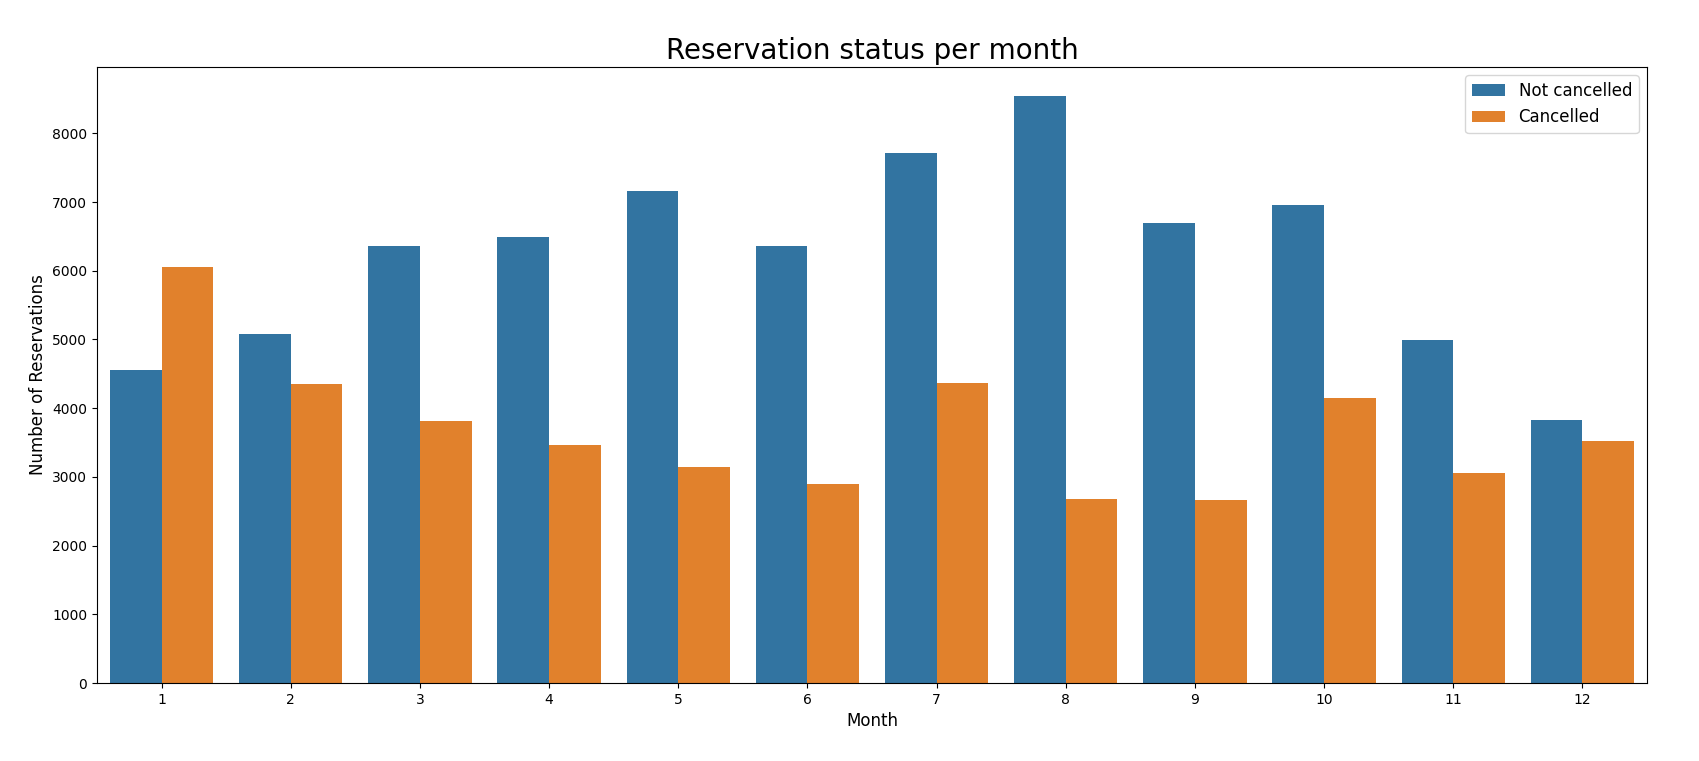 Reservation status per month
Not cancelled
Cancelled
8000
7000
6000
5000
4000
3000
2000
1000
0
Number of Reservations
1 2 3 4 5 6 7 8 9 10 11 12
Month